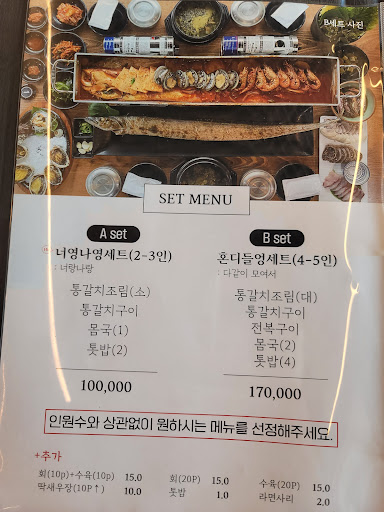 B세트 사진
SET MENU
A set
너영나영세트(2-3인)
: 너랑나랑
통갈치조림(소)
통갈치구이
몸국(1)
톳밥(2)
100,000
B set
혼디들엉세트(4-5인)
: 다같이 모여서
통갈치조림(대)
통갈치구이
전복구이
몸국(2)
톳밥(4)
170,000
인원수와 상관없이 원하시는 메뉴를 선정해주세요.
+추가
회(10p)+수육(10p) 15.0
딱새우장(10P↑) 10.0
회(20P) 15.0
톳밥 1.0
수육(20P) 15.0
라면사리 2.0